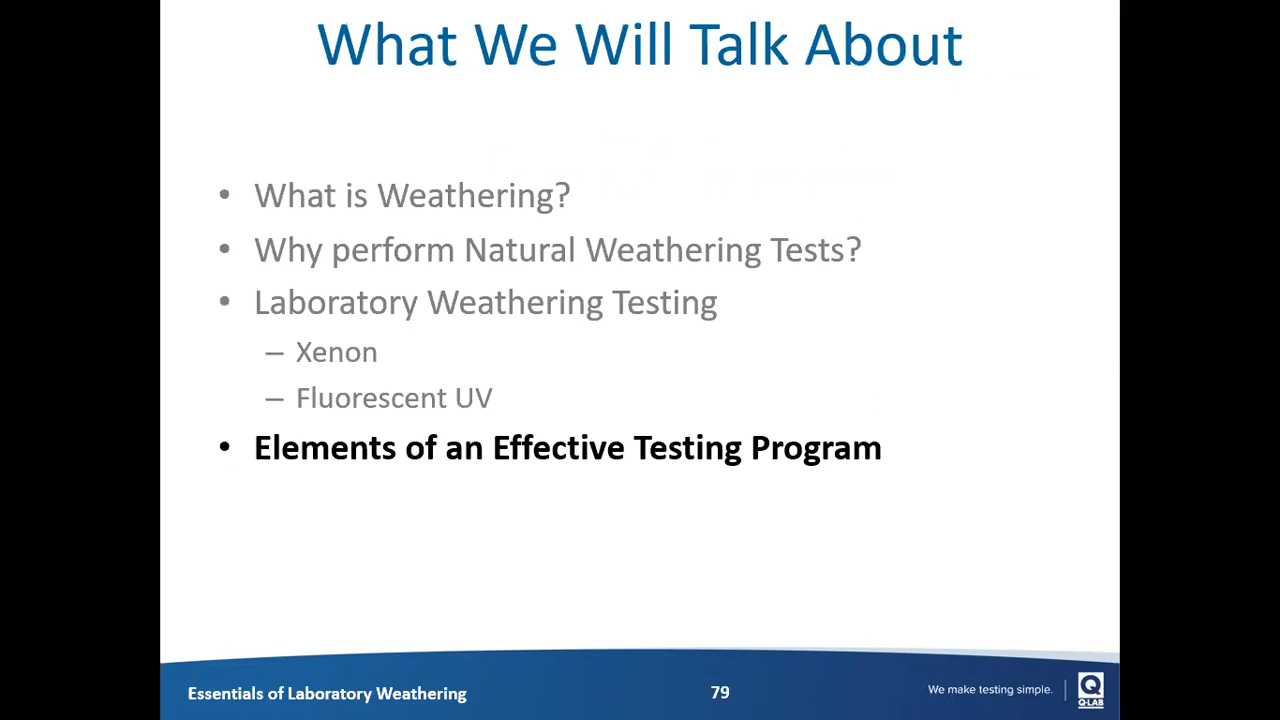 What We Will Talk About
• What is Weathering?
• Why perform Natural Weathering Tests?
• Laboratory Weathering Testing
– Xenon
– Fluorescent UV
• Elements of an Effective Testing Program
Essentials of Laboratory Weathering
79
We make testing simple.
Q-LAB